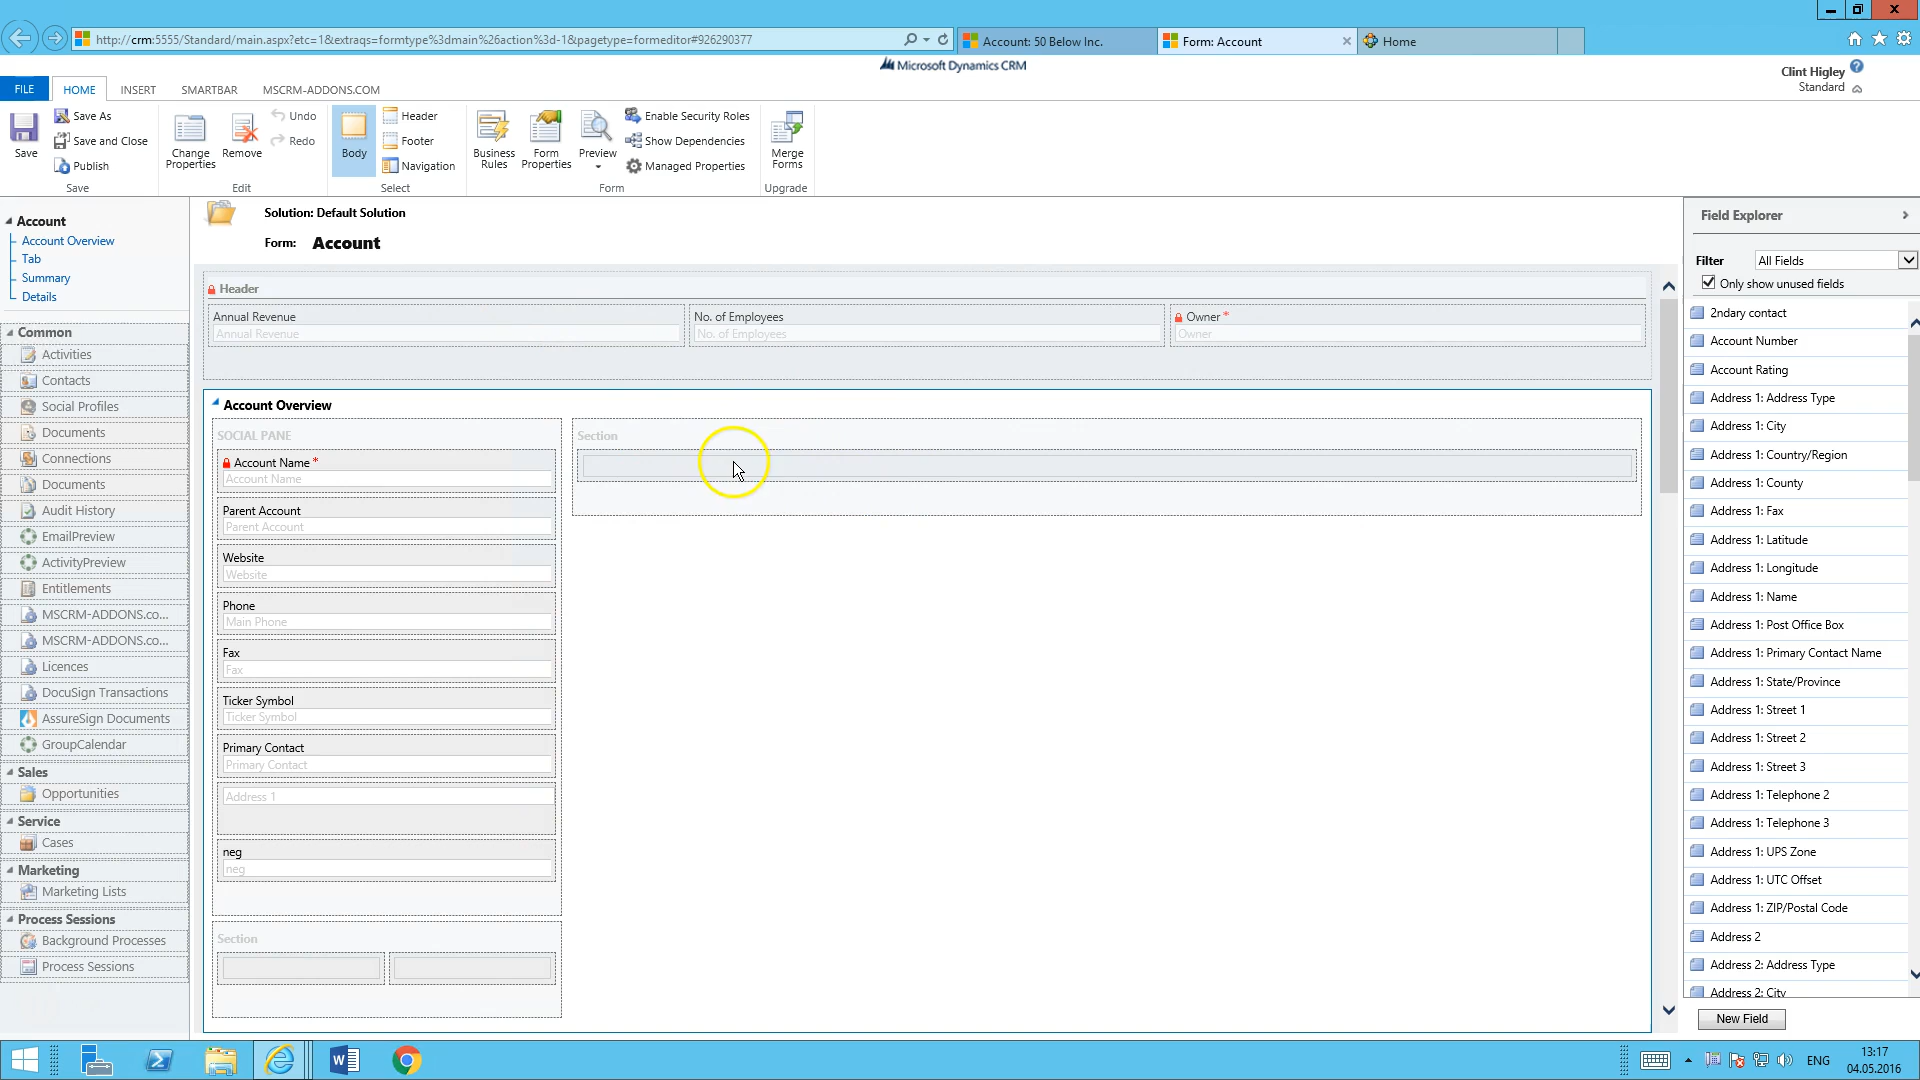 http://crm:5555/Standard/main.aspx?etc=1&extraqs=formtype%3dmain%26action%3d-1&pagetype=formeditor#926290377
Account: 50 Below Inc.
Form: Account
Home
Microsoft Dynamics CRM
Clint Higley
Standard
FILE
HOME
INSERT
SMARTBAR
MSCRM-ADDONS.COM
Save
Save As
Save and Close
Publish
Save
Change Properties
Remove
Undo
Redo
Edit
Body
Header
Footer
Navigation
Select
Business Rules
Form Properties
Preview
Enable Security Roles
Show Dependencies
Managed Properties
Form
Merge Forms
Upgrade
Account
Account Overview
Tab
Summary
Details
Common
Activities
Contacts
Social Profiles
Documents
Connections
Documents
Audit History
EmailPreview
ActivityPreview
Entitlements
MSCRM-ADDONS.co...
MSCRM-ADDONS.co...
Licences
DocuSign Transactions
AssureSign Documents
GroupCalendar
Sales
Opportunities
Service
Cases
Marketing
Marketing Lists
Process Sessions
Background Processes
Process Sessions
Solution: Default Solution
Form: Account
Header
Annual Revenue
Annual Revenue
No. of Employees
No. of Employees
Owner *
Owner
Account Overview
SOCIAL PANE
Account Name *
Account Name
Parent Account
Parent Account
Website
Website
Phone
Main Phone
Fax
Fax
Ticker Symbol
Ticker Symbol
Primary Contact
Primary Contact
Address 1
neg
neg
Section
Section
Field Explorer
Filter
All Fields
Only show unused fields
2ndary contact
Account Number
Account Rating
Address 1: Address Type
Address 1: City
Address 1: Country/Region
Address 1: County
Address 1: Fax
Address 1: Latitude
Address 1: Longitude
Address 1: Name
Address 1: Post Office Box
Address 1: Primary Contact Name
Address 1: State/Province
Address 1: Street 1
Address 1: Street 2
Address 1: Street 3
Address 1: Telephone 2
Address 1: Telephone 3
Address 1: UPS Zone
Address 1: UTC Offset
Address 1: ZIP/Postal Code
Address 2
Address 2: Address Type
Address 2: City
New Field
ENG
13:17
04.05.2016